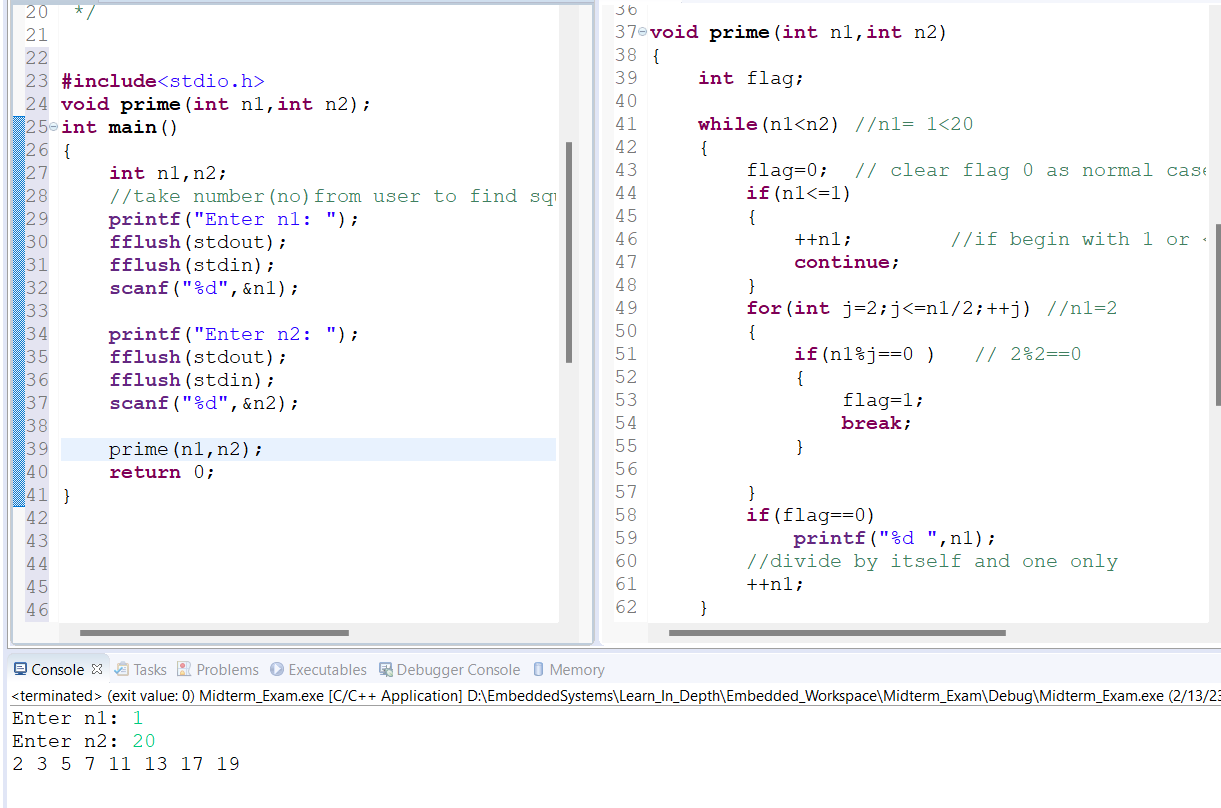 20 */
21
22
23 #include<stdio.h>
24 void prime(int n1,int n2);
25 int main()
26 {
27 int n1,n2;
28 //take number(no)from user to find
29 printf("Enter n1: ");
30 fflush(stdout);
31 fflush(stdin);
32 scanf("%d",&n1);
33
34 printf("Enter n2: ");
35 fflush(stdout);
36 fflush(stdin);
37 scanf("%d",&n2);
38
39 prime(n1,n2);
40 return 0;
41 }
42
43
44
45
46
36
37 void prime(int n1,int n2)
38 {
39 int flag;
40
41 while(n1<n2) //n1= 1<20
42 {
43 flag=0; // clear flag 0 as normal case
44 if(n1<=1)
45 {
46 ++n1; //if begin with 1 or
47 continue;
48 }
49 for(int j=2;j<=n1/2;++j) //n1=2
50 {
51 if(n1%j==0 ) // 2%2==0
52 {
53 flag=1;
54 break;
55 }
56
57 }
58 if(flag==0)
59 printf("%d ",n1);
60 //divide by itself and one only
61 ++n1;
62 }
Console Tasks Problems Executables Debugger Console Memory
<terminated> (exit value: 0) Midterm_Exam.exe [C/C++ Application] D:\EmbeddedSystems\Learn_In_Depth\Embedded_Workspace\Midterm_Exam\Debug\Midterm_Exam.exe (2/13/23
Enter n1: 1
Enter n2: 20
2 3 5 7 11 13 17 19